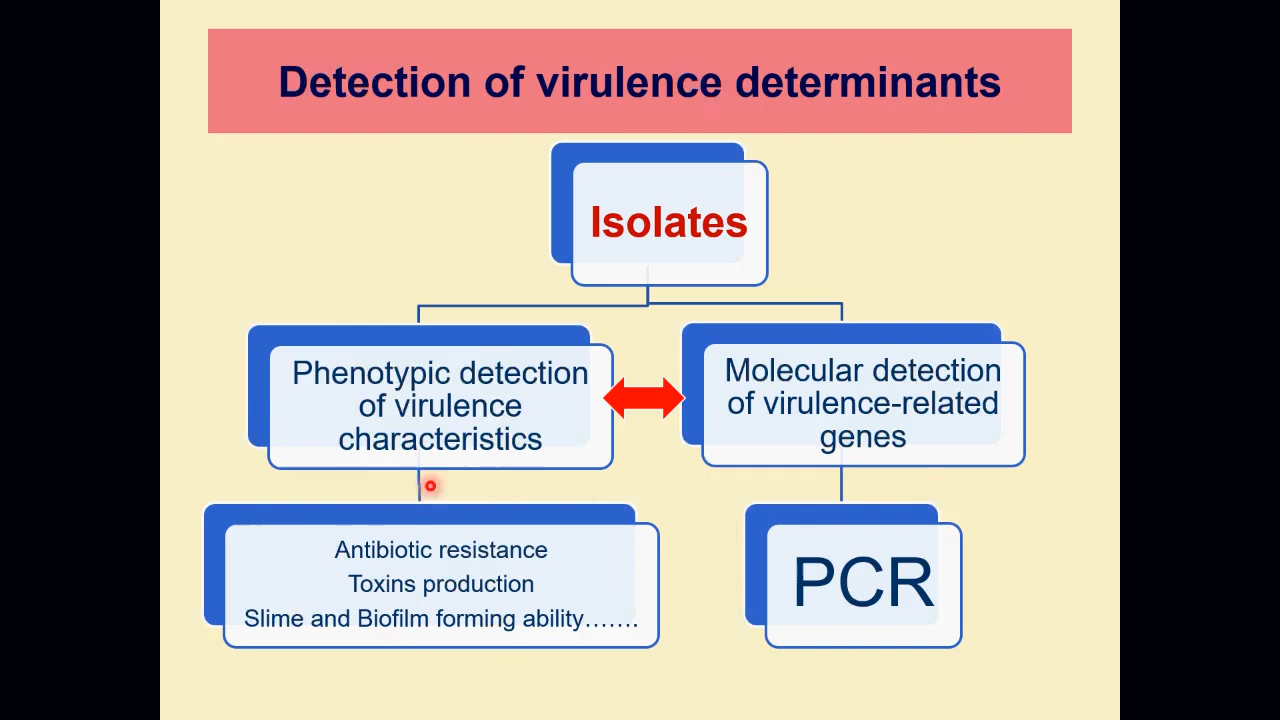 Detection of virulence determinants
Isolates
Phenotypic detection
of virulence
characteristics
Molecular detection
of virulence-related
genes
Antibiotic resistance
Toxins production
Slime and Biofilm forming ability…….
PCR